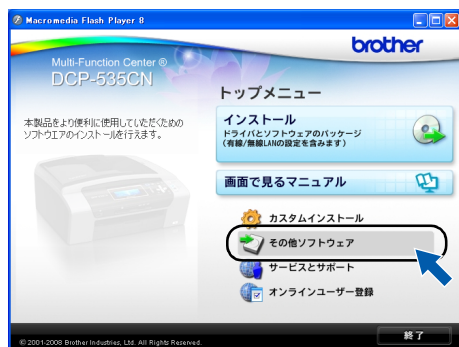 Macromedia Flash Player 8
brother
Multi-Function Center ®
DCP-535CN
トップメニュー
本製品をより便利に使用していただくための
ソフトウエアのインストールを行えます。
インストール
ドライバとソフトウェアのパッケージ
(有線/無線LANの設定を含みます)
画面で見るマニュアル
カスタムインストール
その他ソフトウェア
サービスとサポート
オンラインユーザー登録
© 2001-2008 Brother Industries, Ltd. All Rights Reserved.
終了